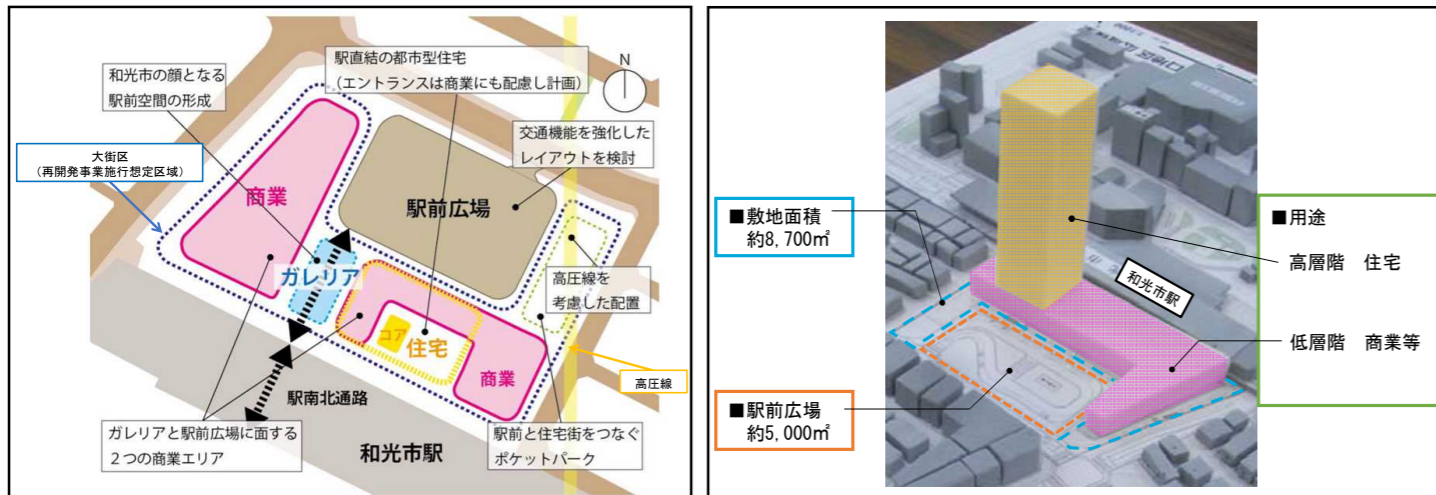 駅直結の都市型住宅
(エントランスは商業にも配慮し計画)
N
和光市の顔となる
駅前空間の形成
交通機能を強化した
レイアウトを検討
大街区
(再開発事業施行想定区域)
商業
駅前広場
ガレリア
高圧線を
考慮した配置
コア
住宅
商業
高圧線
駅南北通路
ガレリアと駅前広場に面する
2つの商業エリア
和光市駅
駅前と住宅街をつなぐ
ポケットパーク
■敷地面積
約8,700㎡
■駅前広場
約5,000㎡
和光市駅
■用途
高層階 住宅
低層階 商業等